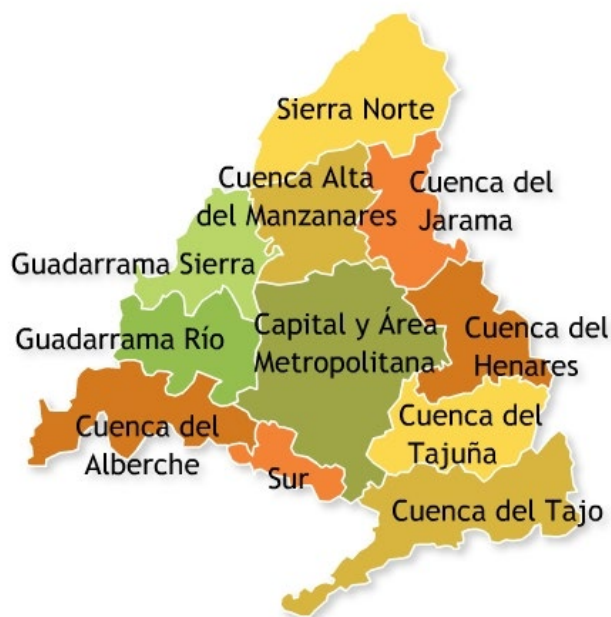 Sierra Norte
Cuenca Alta
del Manzanares
Cuenca del
Jarama
Guadarrama Sierra
Guadarrama Río
Capital y Área
Metropolitana
Cuenca del
Henares
Cuenca del
Alberche
Cuenca del
Tajuña
Sur
Cuenca del Tajo